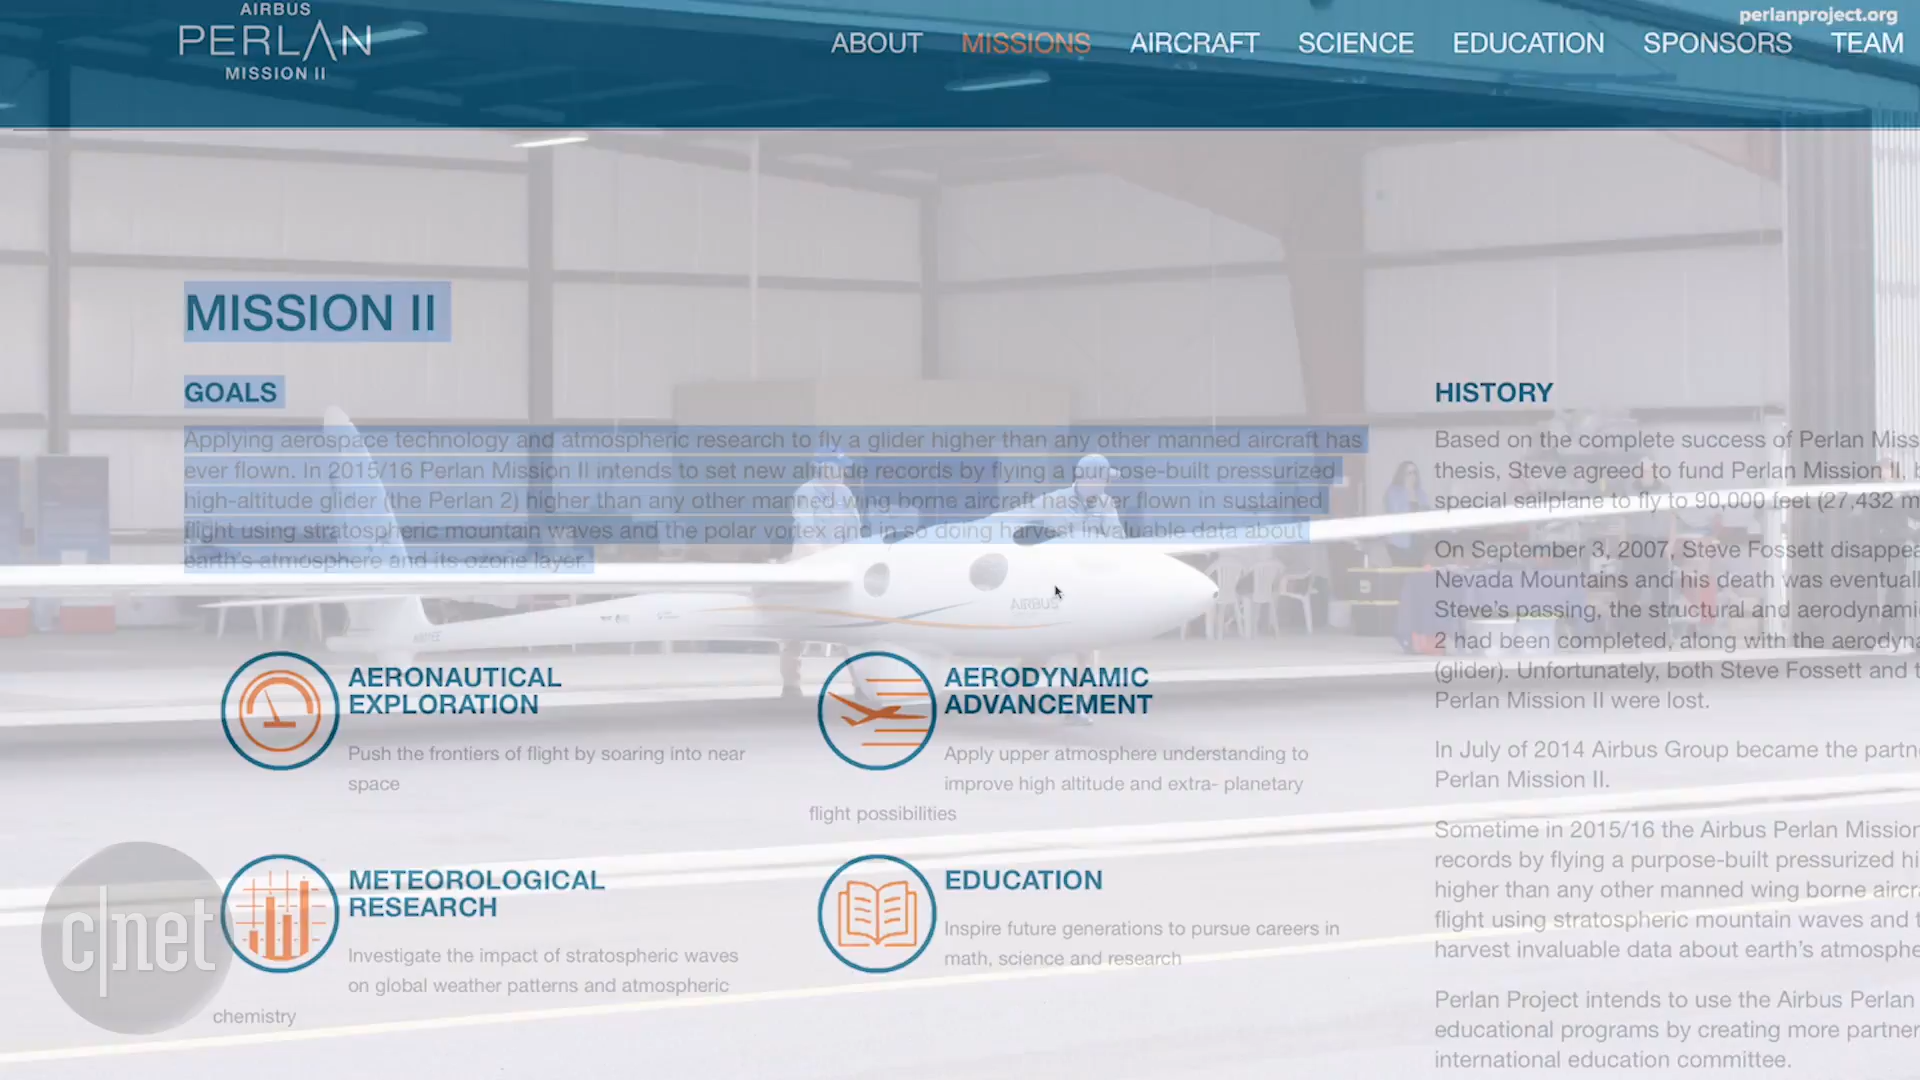 perlanproject.org
AIRBUS
PERLAN
MISSION II
ABOUT MISSIONS AIRCRAFT SCIENCE EDUCATION SPONSORS TEAM
MISSION II
GOALS
Applying aerospace technology and atmospheric research to fly a glider higher than any other manned aircraft has
ever flown. In 2015/16 Perlan Mission II intends to set new altitude records by flying a purpose-built pressurized
high-altitude glider (the Perlan 2) higher than any other manned wing borne aircraft has ever flown in sustained
flight using stratospheric mountain waves and the polar vortex and in so doing harvest invaluable data about
earth's atmosphere and its ozone layer.
AIRBUS
AERONAUTICAL
EXPLORATION
Push the frontiers of flight by soaring into near
space
AERODYNAMIC
ADVANCEMENT
Apply upper atmosphere understanding to
improve high altitude and extra- planetary
flight possibilities
METEOROLOGICAL
RESEARCH
Investigate the impact of stratospheric waves
on global weather patterns and atmospheric
chemistry
EDUCATION
Inspire future generations to pursue careers in
math, science and research
HISTORY
Based on the complete success of Perlan Miss
thesis, Steve agreed to fund Perlan Mission II, b
special sailplane to fly to 90,000 feet (27,432 m
On September 3, 2007, Steve Fossett disappea
Nevada Mountains and his death was eventuall
Steve's passing, the structural and aerodynamic
2 had been completed, along with the aerodyna
(glider). Unfortunately, both Steve Fossett and t
Perlan Mission II were lost.
In July of 2014 Airbus Group became the partne
Perlan Mission II.
Sometime in 2015/16 the Airbus Perlan Mission
records by flying a purpose-built pressurized hi
higher than any other manned wing borne aircra
flight using stratospheric mountain waves and t
harvest invaluable data about earth's atmosphe
Perlan Project intends to use the Airbus Perlan
educational programs by creating more partner
international education committee.
c|net